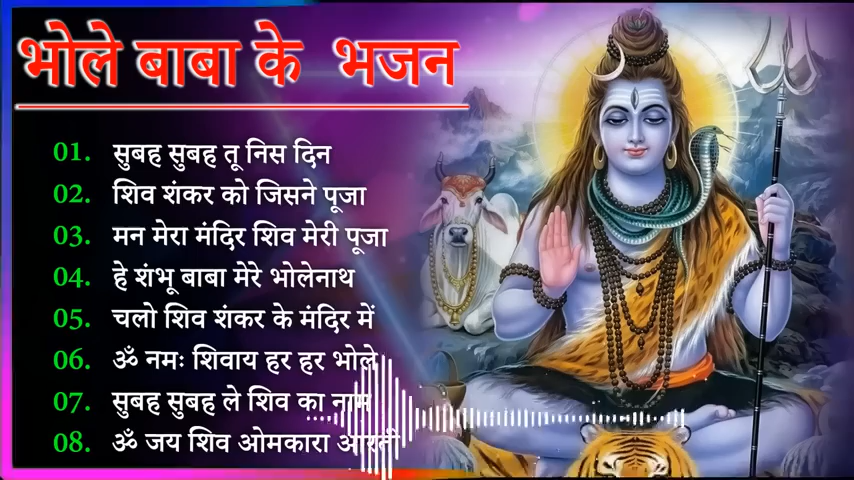 भोले बाबा के भजन
01. सुबह सुबह तू निस दिन
02. शिव शंकर को जिसने पूजा
03. मन मेरा मंदिर शिव मेरी पूजा
04. हे शंभू बाबा मेरे भोलेनाथ
05. चलो शिव शंकर के मंदिर में
06. ॐ नमः शिवाय हर हर भोले
07. सुबह सुबह ले शिव का नाम
08. ॐ जय शिव ओमकारा आरती